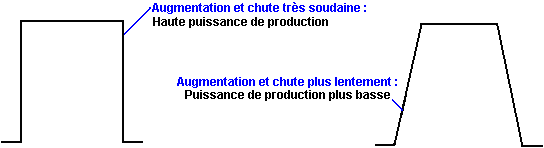 Augmentation et chute très soudaine :
Haute puissance de production
Augmentation et chute plus lentement :
Puissance de production plus basse